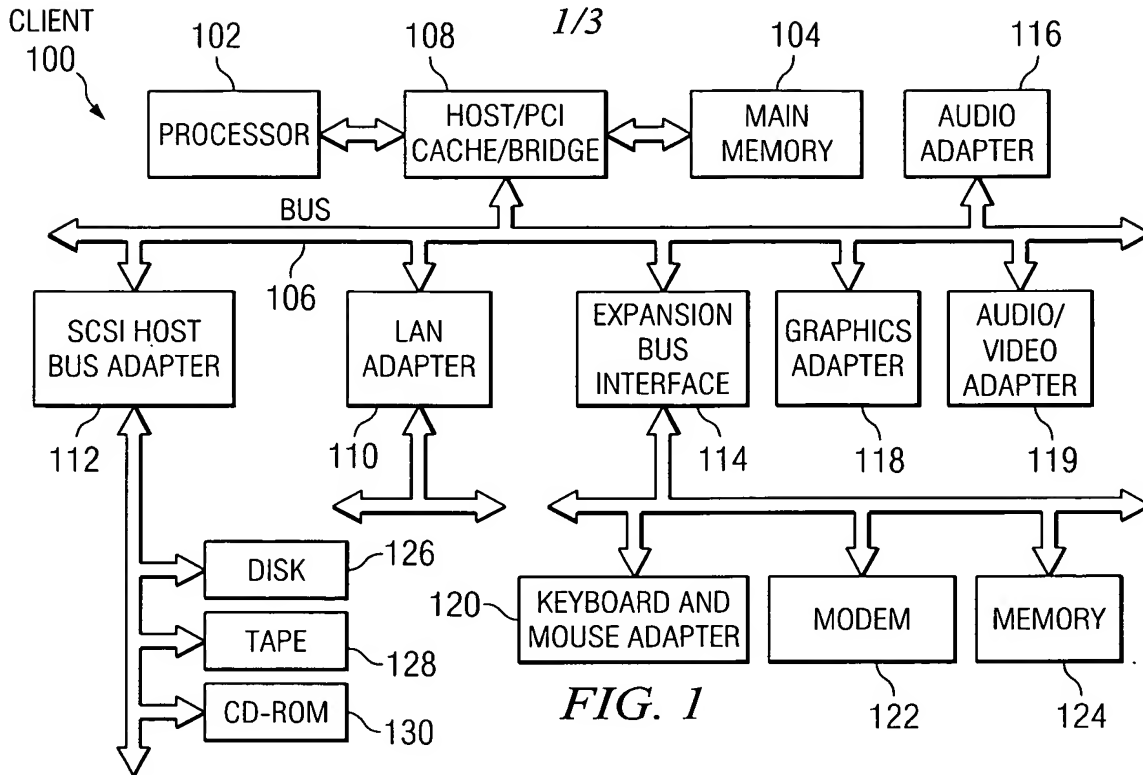 CLIENT
100
1/3
102
108
104
116
PROCESSOR
HOST/PCI
CACHE/BRIDGE
MAIN
MEMORY
AUDIO
ADAPTER
BUS
106
SCSI HOST
BUS ADAPTER
LAN
ADAPTER
EXPANSION
BUS
INTERFACE
GRAPHICS
ADAPTER
AUDIO/
VIDEO
ADAPTER
112
110
114
118
119
DISK
126
TAPE
128
CD-ROM
130
120
KEYBOARD AND
MOUSE ADAPTER
MODEM
MEMORY
122
124
FIG. 1